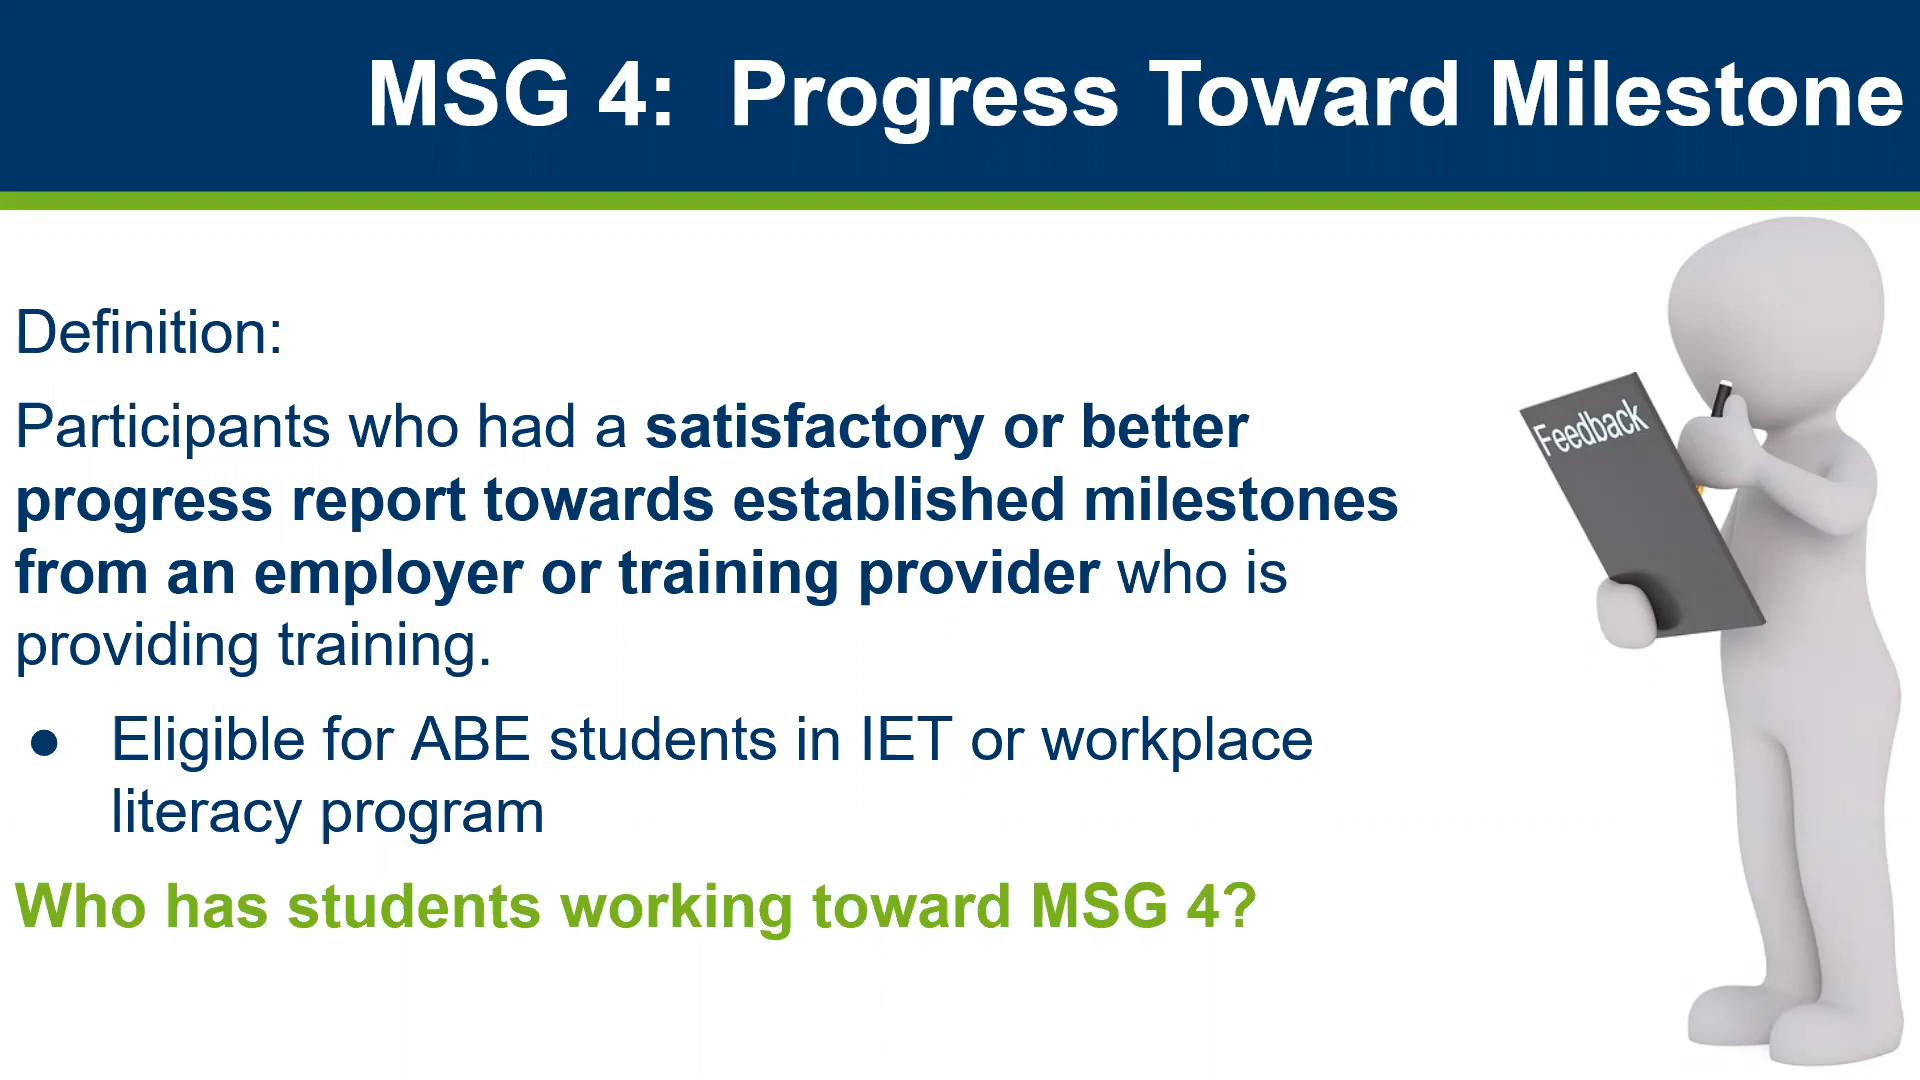 MSG 4: Progress Toward Milestone
Definition:
Participants who had a satisfactory or better
progress report towards established milestones
from an employer or training provider who is
providing training.
● Eligible for ABE students in IET or workplace
literacy program
Who has students working toward MSG 4?
Feedback